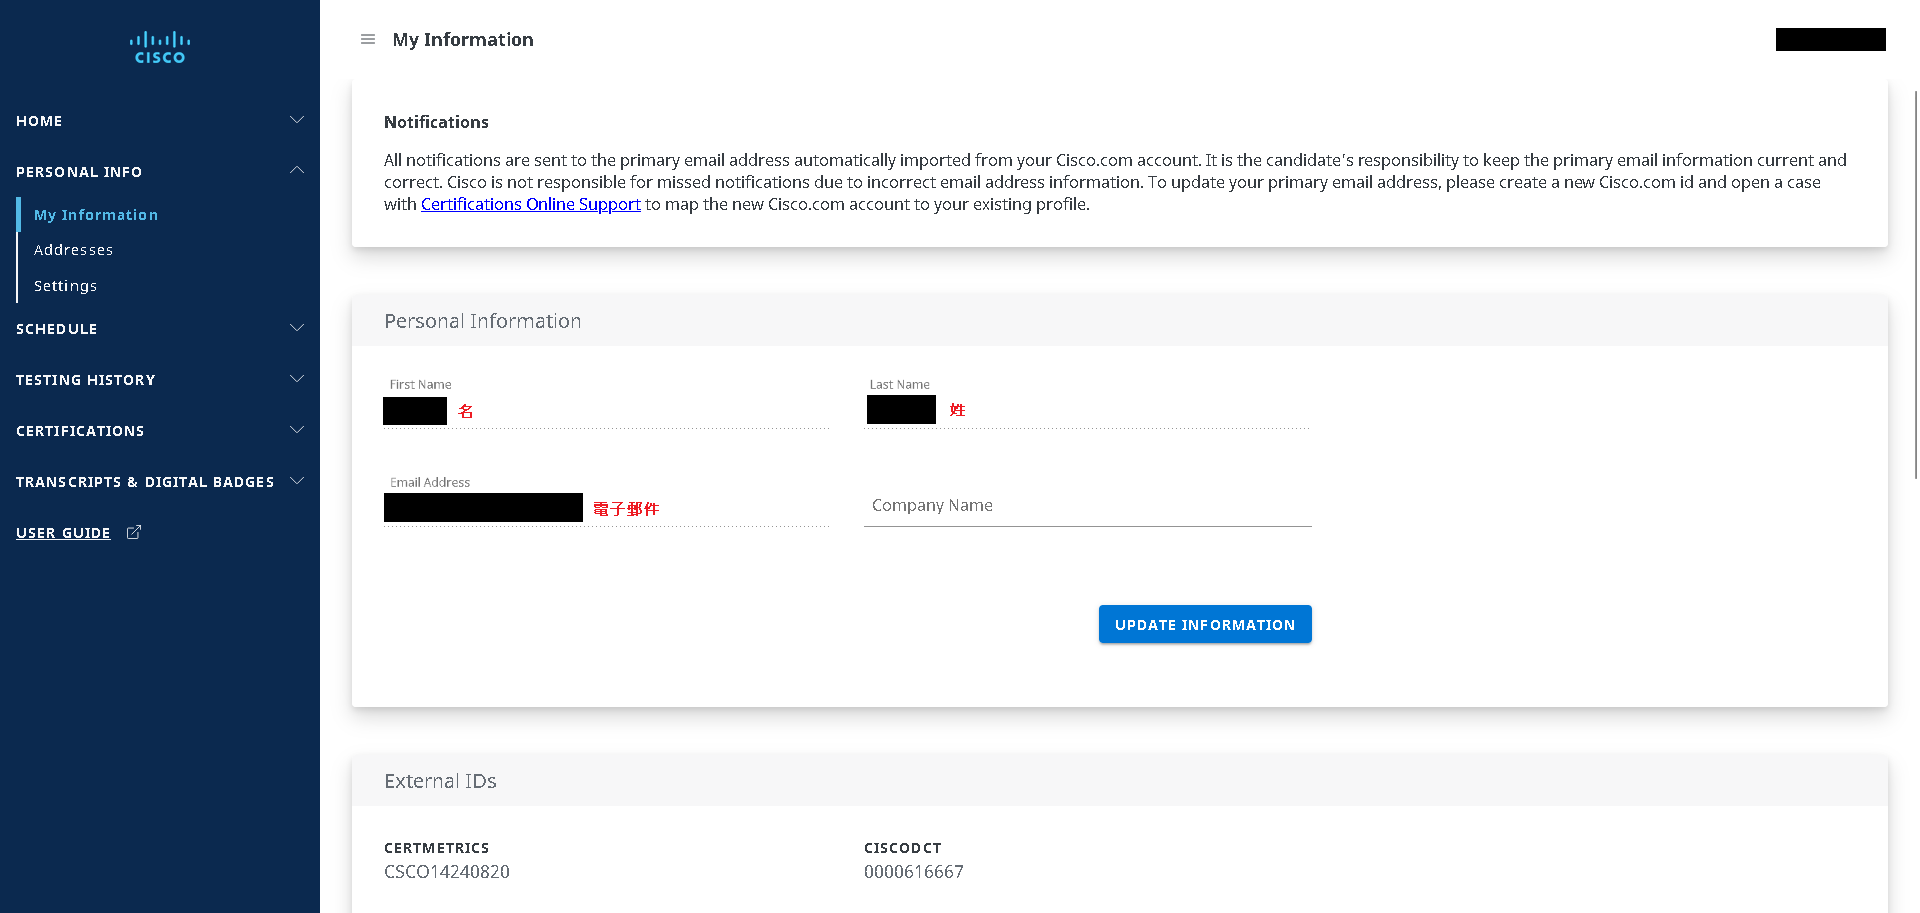 CISCO
HOME
PERSONAL INFO
My Information
Addresses
Settings
SCHEDULE
TESTING HISTORY
CERTIFICATIONS
TRANSCRIPTS & DIGITAL BADGES
USER GUIDE
My Information
Notifications
All notifications are sent to the primary email address automatically imported from your Cisco.com account. It is the candidate's responsibility to keep the primary email information current and
correct. Cisco is not responsible for missed notifications due to incorrect email address information. To update your primary email address, please create a new Cisco.com id and open a case
with Certifications Online Support to map the new Cisco.com account to your existing profile.
Personal Information
First Name
名
Last Name
姓
Email Address
電子郵件
Company Name
UPDATE INFORMATION
External IDs
CERTMETRICS
CSCO14240820
CISCODCT
0000616667